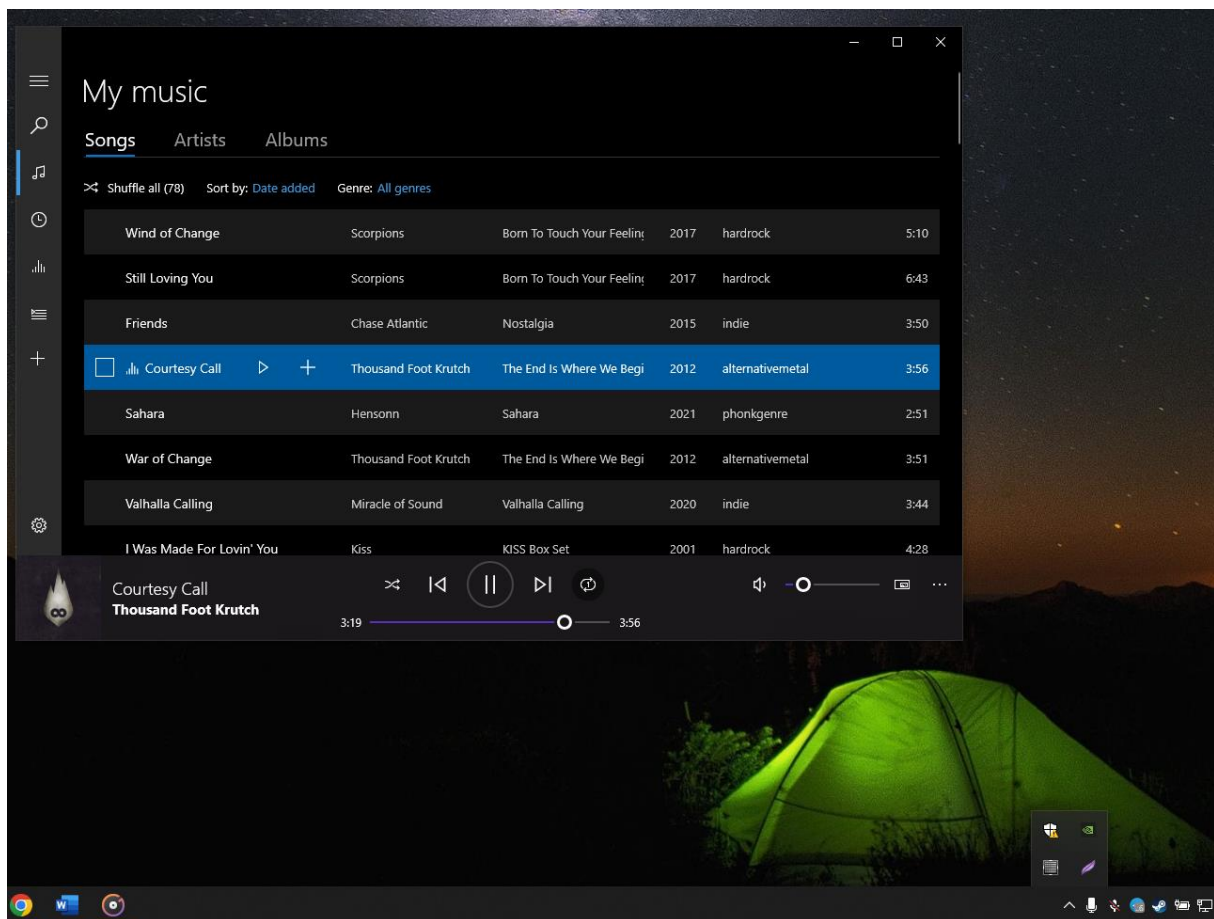 My music
Songs Artists Albums
Shuffle all (78) Sort by: Date added Genre: All genres
Wind of Change Scorpions Born To Touch Your Feeling 2017 hardrock 5:10
Still Loving You Scorpions Born To Touch Your Feeling 2017 hardrock 6:43
Friends Chase Atlantic Nostalgia 2015 indie 3:50
Courtesy Call Thousand Foot Krutch The End Is Where We Begi 2012 alternativemetal 3:56
Sahara Hensonn Sahara 2021 phonkgenre 2:51
War of Change Thousand Foot Krutch The End Is Where We Begi 2012 alternativemetal 3:51
Valhalla Calling Miracle of Sound Valhalla Calling 2020 indie 3:44
I Was Made For Lovin' You Kiss KISS Box Set 2001 hardrock 4:28
Courtesy Call
Thousand Foot Krutch
3:19 3:56